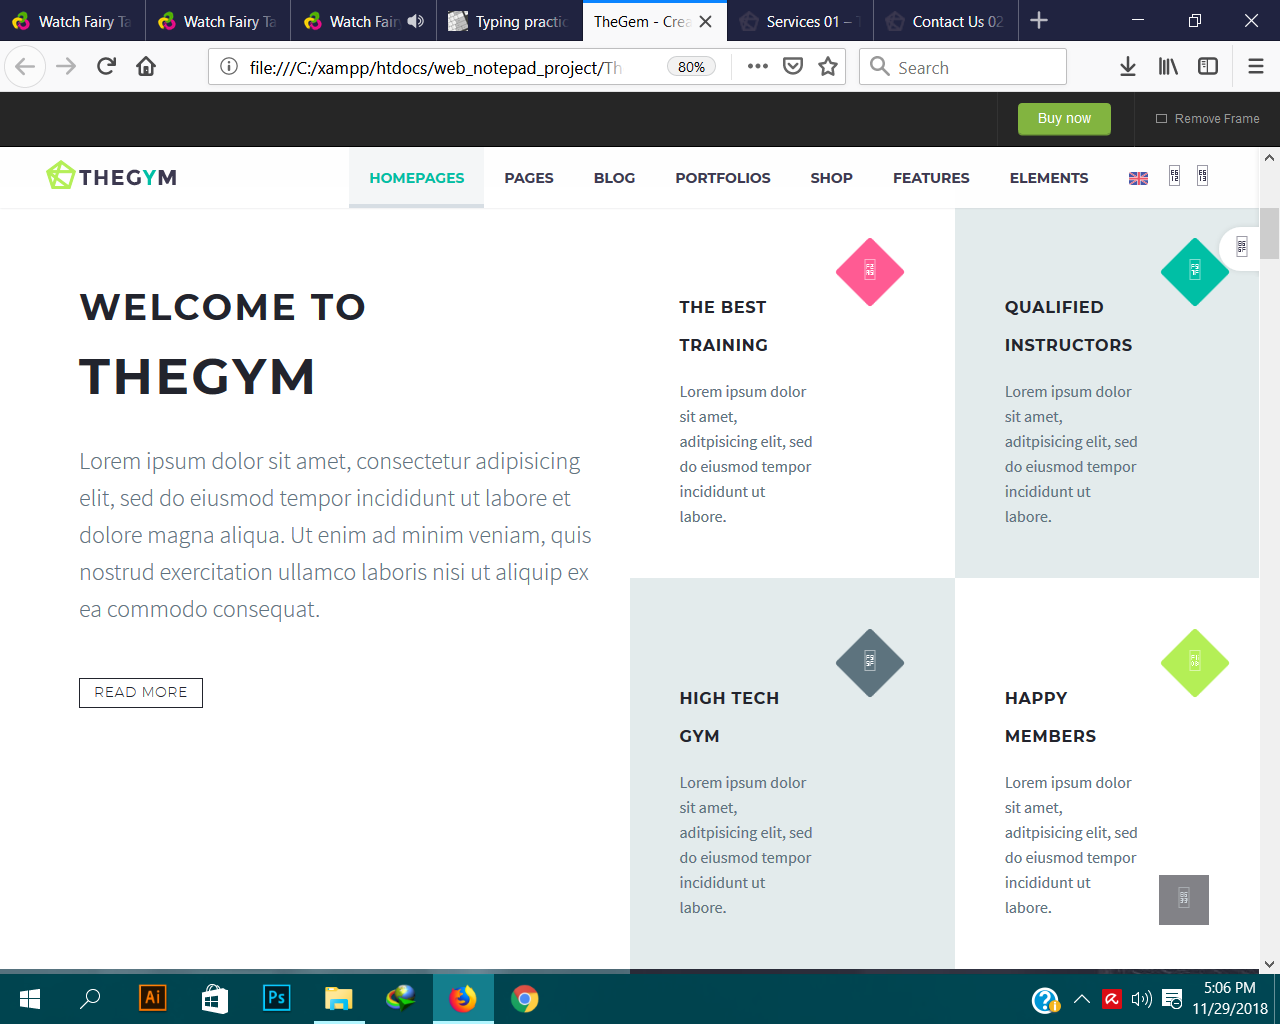 Watch Fairy Ta
Watch Fairy Ta
Watch Fairy
Typing practic
TheGem - Crea
Services 01 –
Contact Us 02
file:///C:/xampp/htdocs/web_notepad_project/Th
80%
Search
Buy now
Remove Frame
THEGYM
HOMEPAGES
PAGES
BLOG
PORTFOLIOS
SHOP
FEATURES
ELEMENTS
WELCOME TO
THEGYM
Lorem ipsum dolor sit amet, consectetur adipisicing
elit, sed do eiusmod tempor incididunt ut labore et
dolore magna aliqua. Ut enim ad minim veniam, quis
nostrud exercitation ullamco laboris nisi ut aliquip ex
ea commodo consequat.
READ MORE
THE BEST
TRAINING
Lorem ipsum dolor
sit amet,
aditpisicing elit, sed
do eiusmod tempor
incididunt ut
labore.
QUALIFIED
INSTRUCTORS
Lorem ipsum dolor
sit amet,
aditpisicing elit, sed
do eiusmod tempor
incididunt ut
labore.
HIGH TECH
GYM
Lorem ipsum dolor
sit amet,
aditpisicing elit, sed
do eiusmod tempor
incididunt ut
labore.
HAPPY
MEMBERS
Lorem ipsum dolor
sit amet,
aditpisicing elit, sed
do eiusmod tempor
incididunt ut
labore.
Ai
Ps
5:06 PM
11/29/2018